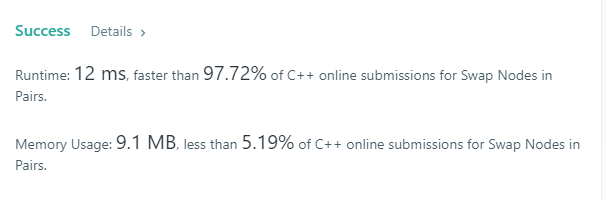 Success Details ›
Runtime: 12 ms, faster than 97.72% of C++ online submissions for Swap Nodes in
Pairs.
Memory Usage: 9.1 MB, less than 5.19% of C++ online submissions for Swap Nodes in
Pairs.